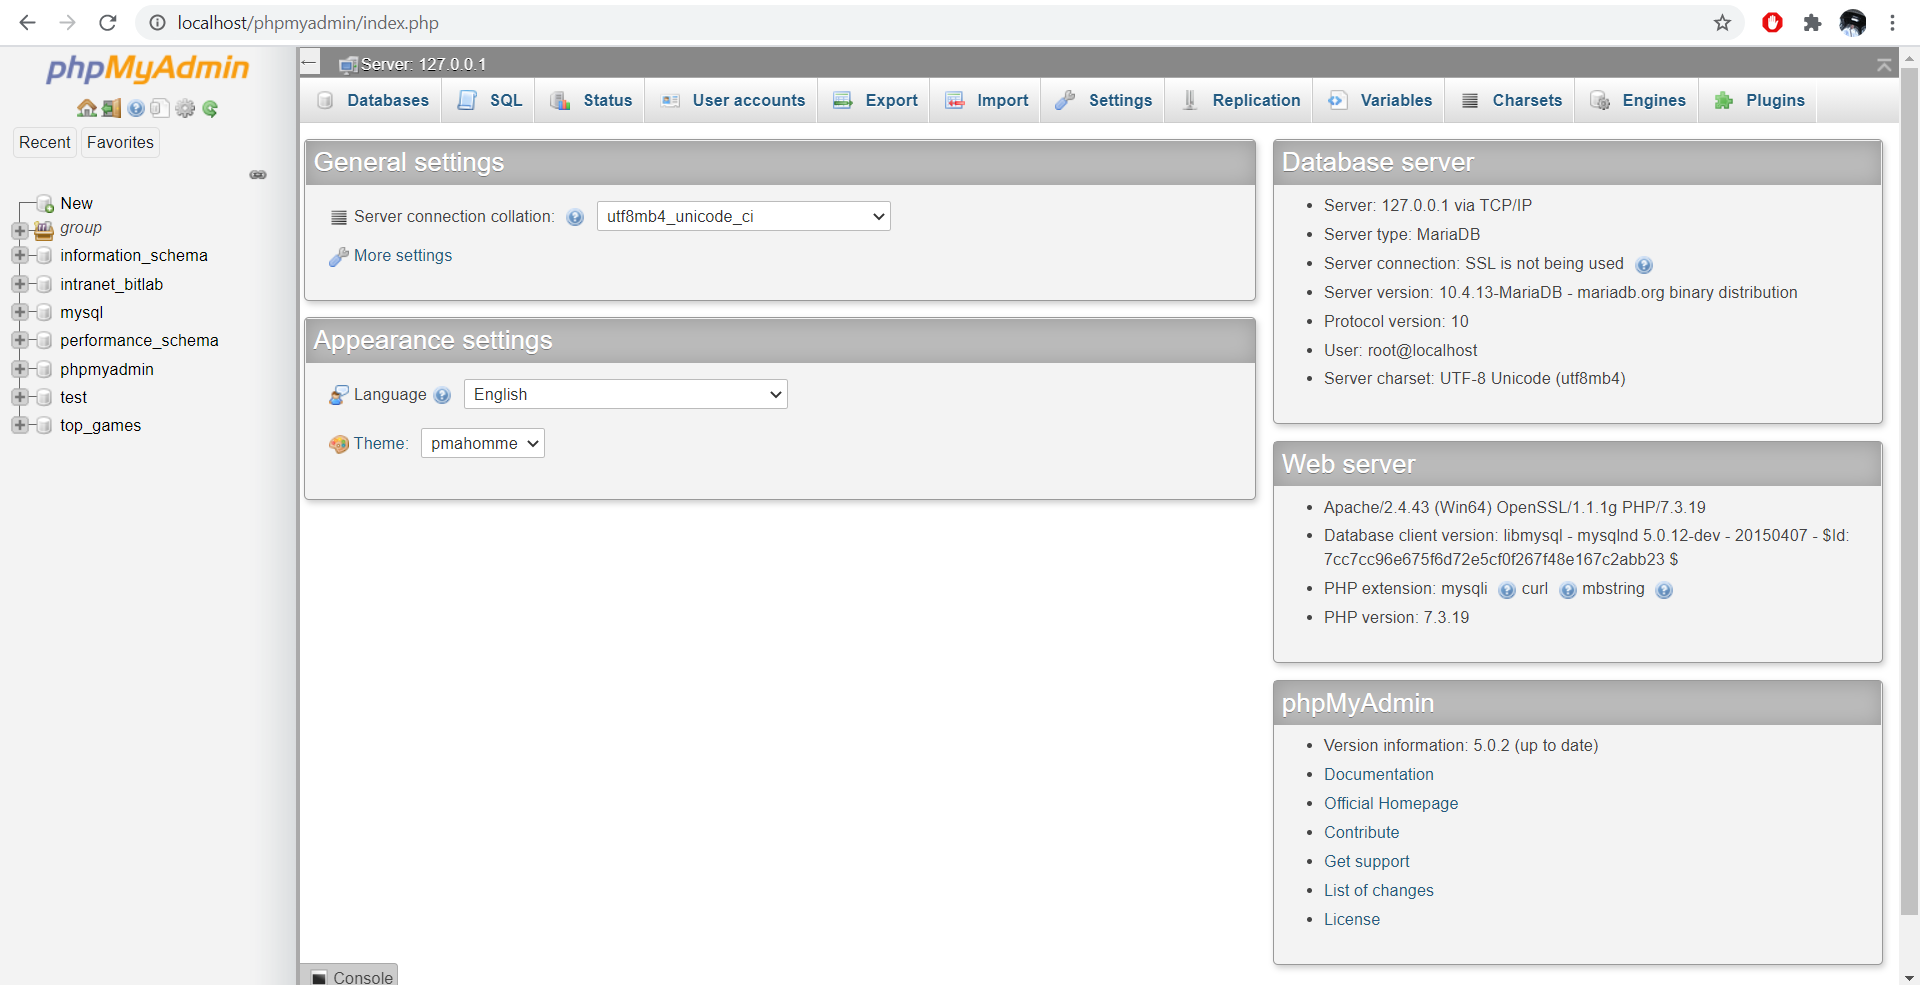 localhost/phpmyadmin/index.php
phpMyAdmin
Recent
Favorites
New
group
information_schema
intranet_bitlab
mysql
performance_schema
phpmyadmin
test
top_games
Server: 127.0.0.1
Databases
SQL
Status
User accounts
Export
Import
Settings
Replication
Variables
Charsets
Engines
Plugins
General settings
Server connection collation:
utf8mb4_unicode_ci
More settings
Appearance settings
Language
English
Theme:
pmahomme
Database server
Server: 127.0.0.1 via TCP/IP
Server type: MariaDB
Server connection: SSL is not being used
Server version: 10.4.13-MariaDB - mariadb.org binary distribution
Protocol version: 10
User: root@localhost
Server charset: UTF-8 Unicode (utf8mb4)
Web server
Apache/2.4.43 (Win64) OpenSSL/1.1.1g PHP/7.3.19
Database client version: libmysql - mysqlnd 5.0.12-dev - 20150407 - $Id:
7cc7cc96e675f6d72e5cf0f267f48e167c2abb23 $
PHP extension: mysqli curl mbstring
PHP version: 7.3.19
phpMyAdmin
Version information: 5.0.2 (up to date)
Documentation
Official Homepage
Contribute
Get support
List of changes
License
Console